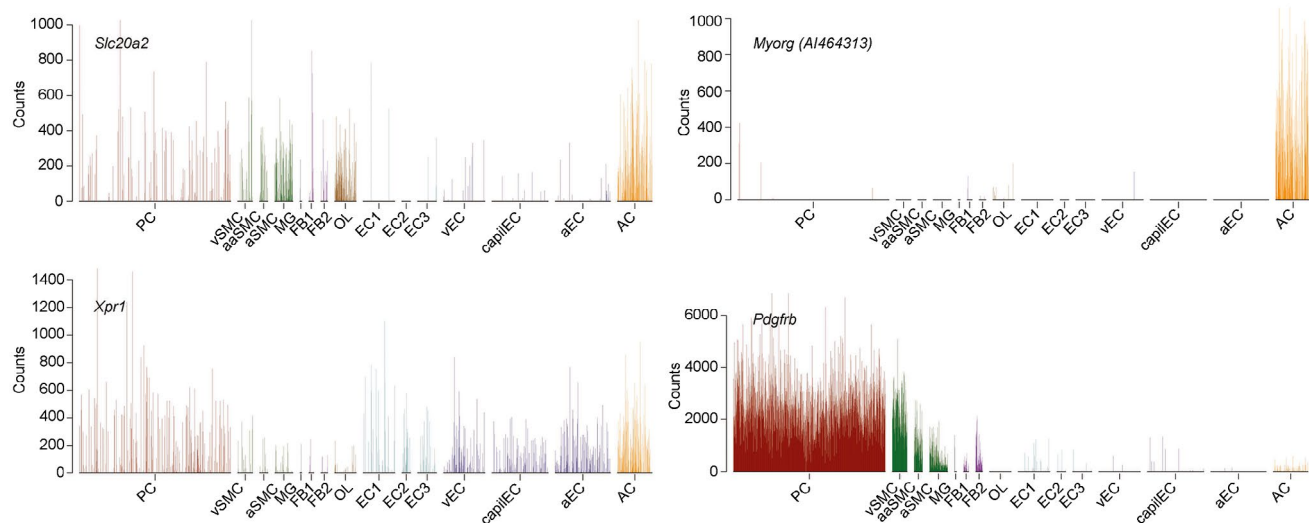 Slc20a2
Counts
1000
800
600
400
200
0
PC
vSMC
aaSMC
aSMC
MG
FB1
FB2
OL
EC1
EC2
EC3
vEC
capilEC
aEC
AC
Myorg (AI464313)
Counts
1000
800
600
400
200
0
PC
vSMC
aaSMC
aSMC
MG
FB1
FB2
OL
EC1
EC2
EC3
vEC
capilEC
aEC
AC
Xpr1
Counts
1400
1200
1000
800
600
400
200
0
PC
vSMC
aSMC
MG
FB1
FB2
OL
EC1
EC2
EC3
vEC
capilEC
aEC
AC
Pdgfrb
Counts
6000
4000
2000
0
PC
vSMC
aaSMC
aSMC
MG
FB1
FB2
OL
EC1
EC2
EC3
vEC
capilEC
aEC
AC